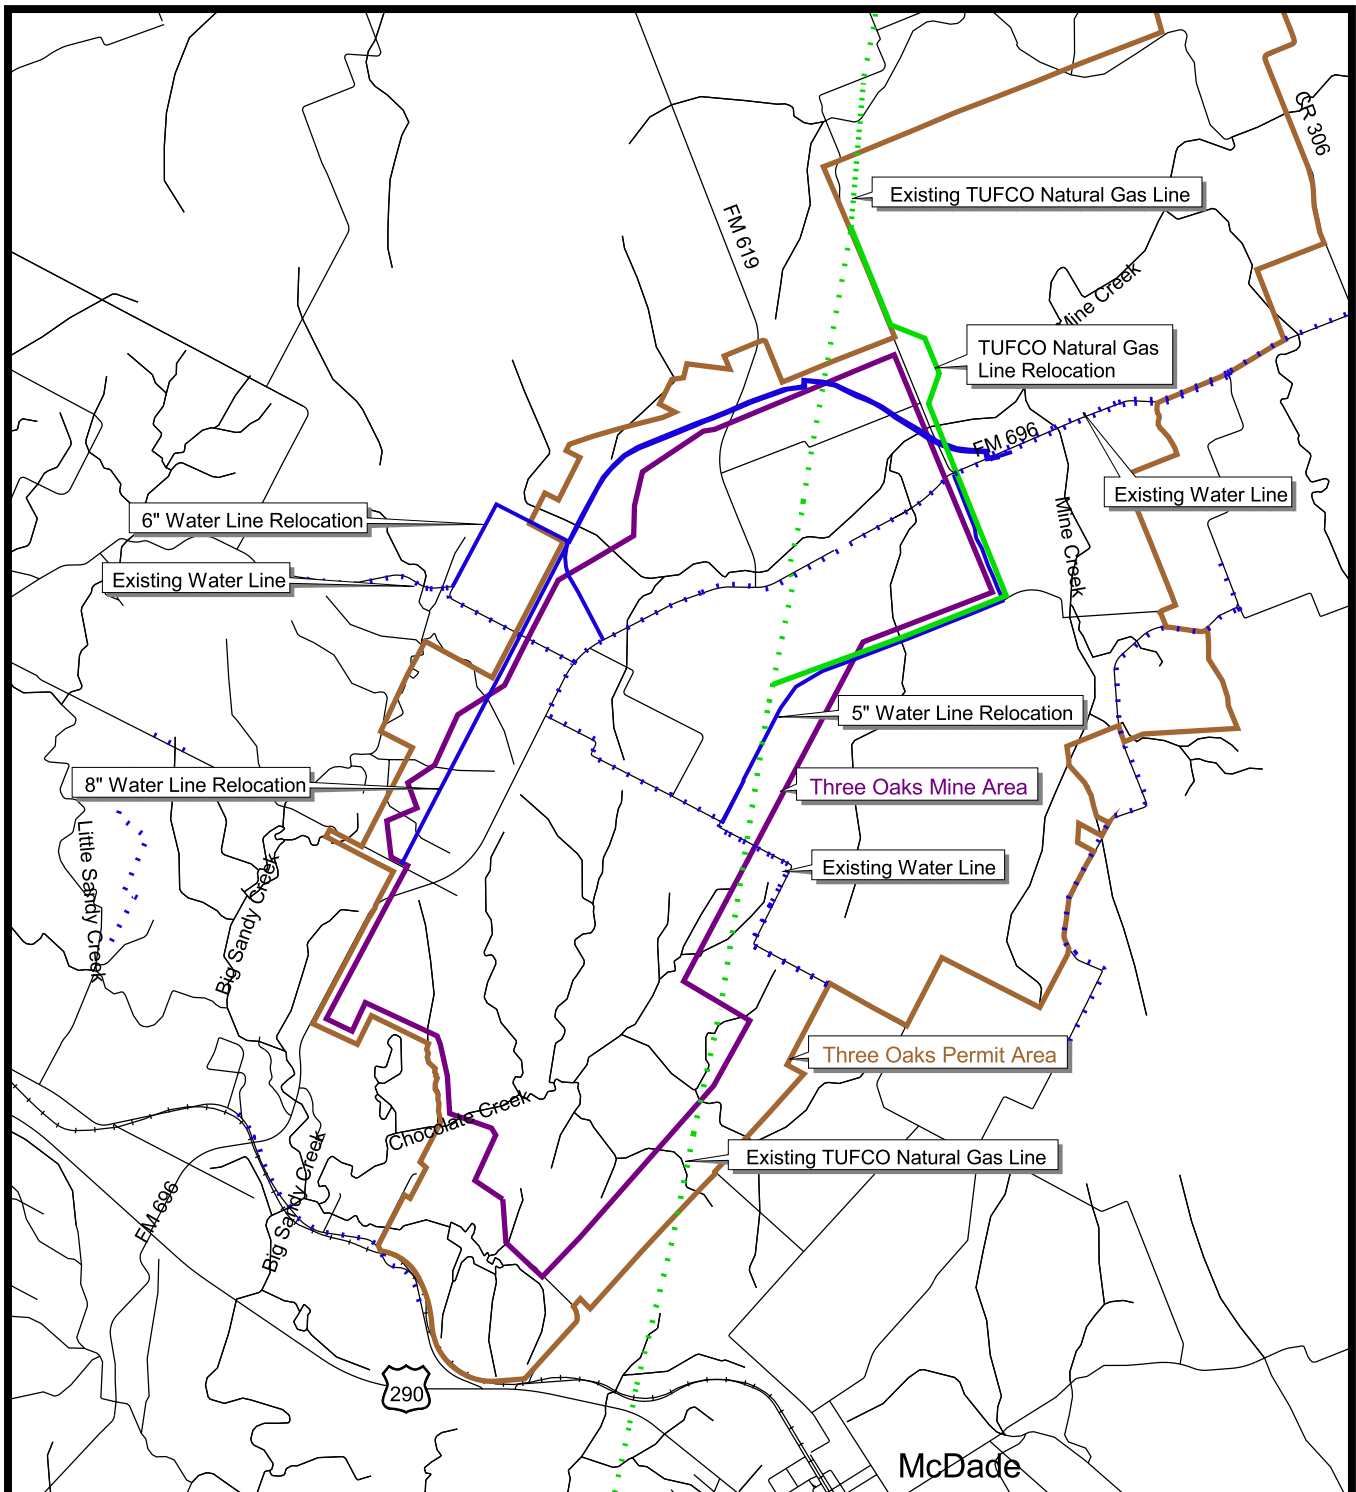 CR 306
Existing TUFCO Natural Gas Line
FM 619
Mine Creek
TUFCO Natural Gas
Line Relocation
FM 696
Existing Water Line
6" Water Line Relocation
Mine Creek
Existing Water Line
5" Water Line Relocation
8" Water Line Relocation
Three Oaks Mine Area
Little Sandy Creek
Big Sandy Creek
Existing Water Line
Three Oaks Permit Area
Chocolate Creek
Existing TUFCO Natural Gas Line
FM 696
Big Sandy Creek
290
McDade